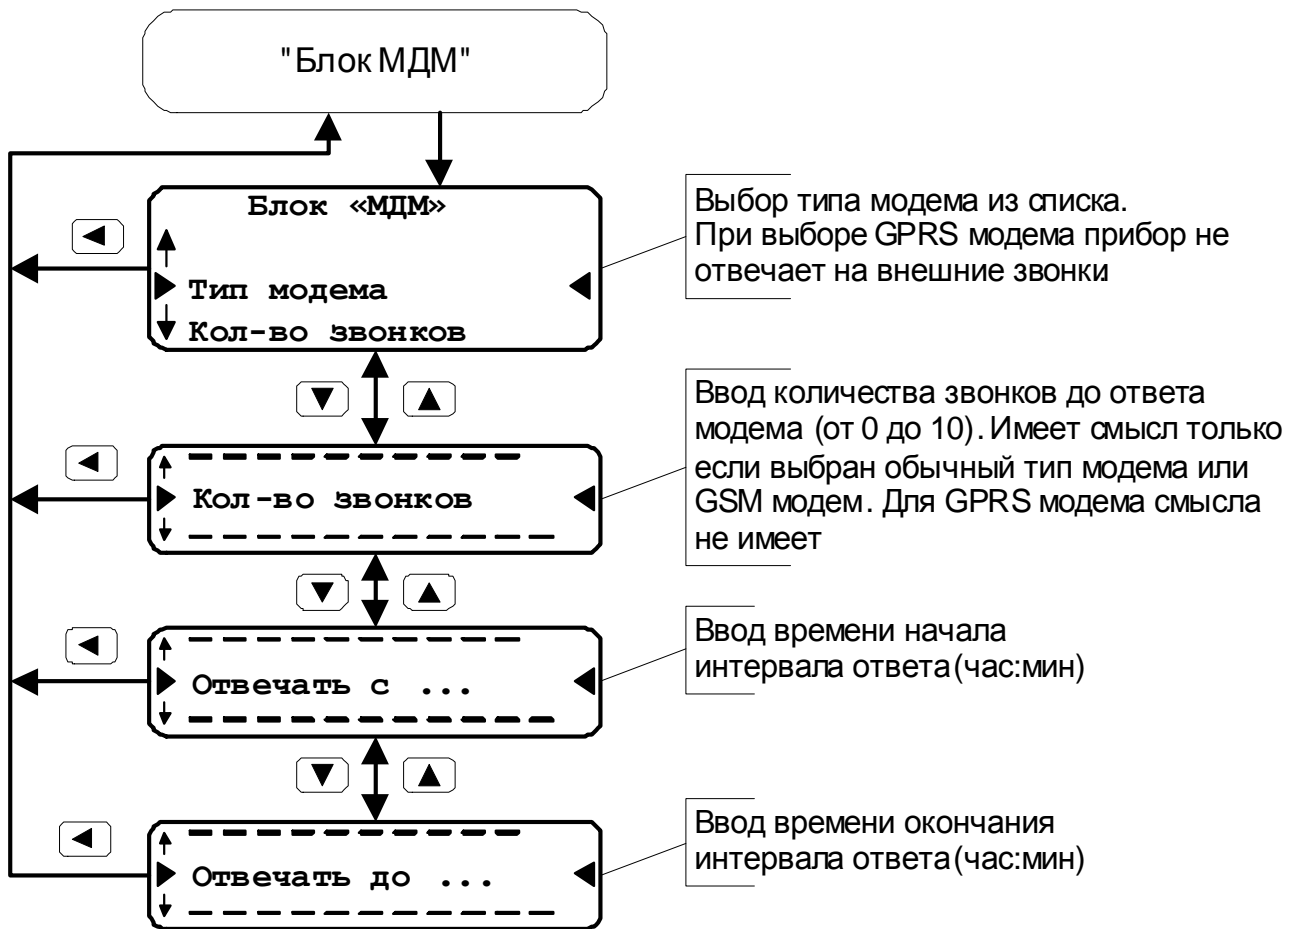 "Блок МДМ"
Блок «МДМ»
Тип модема
Кол-во звонков
Выбор типа модема из списка.
При выборе GPRS модема прибор не
отвечает на внешние звонки
Кол-во звонков
Ввод количества звонков до ответа
модема (от 0 до 10). Имеет смысл только
если выбран обычный тип модема или
GSM модем. Для GPRS модема смысла
не имеет
Отвечать с ...
Ввод времени начала
интервала ответа (час:мин)
Отвечать до ...
Ввод времени окончания
интервала ответа (час:мин)